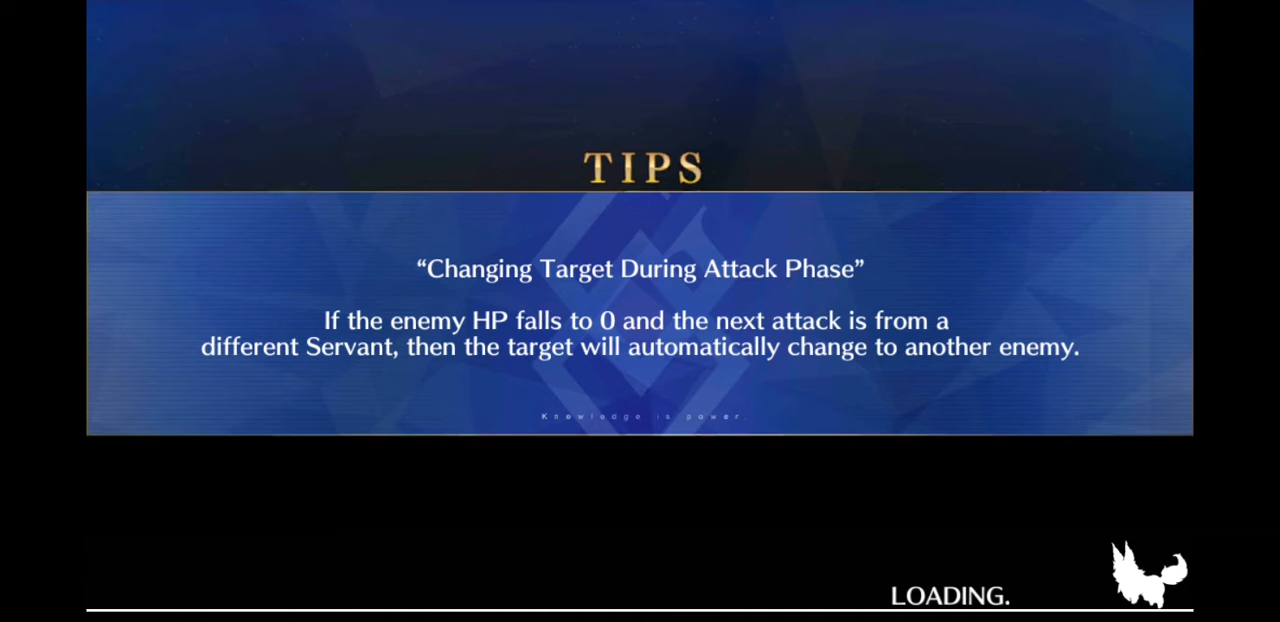 TIPS
“Changing Target During Attack Phase”
If the enemy HP falls to 0 and the next attack is from a
different Servant, then the target will automatically change to another enemy.
Knowledge is power.
LOADING.